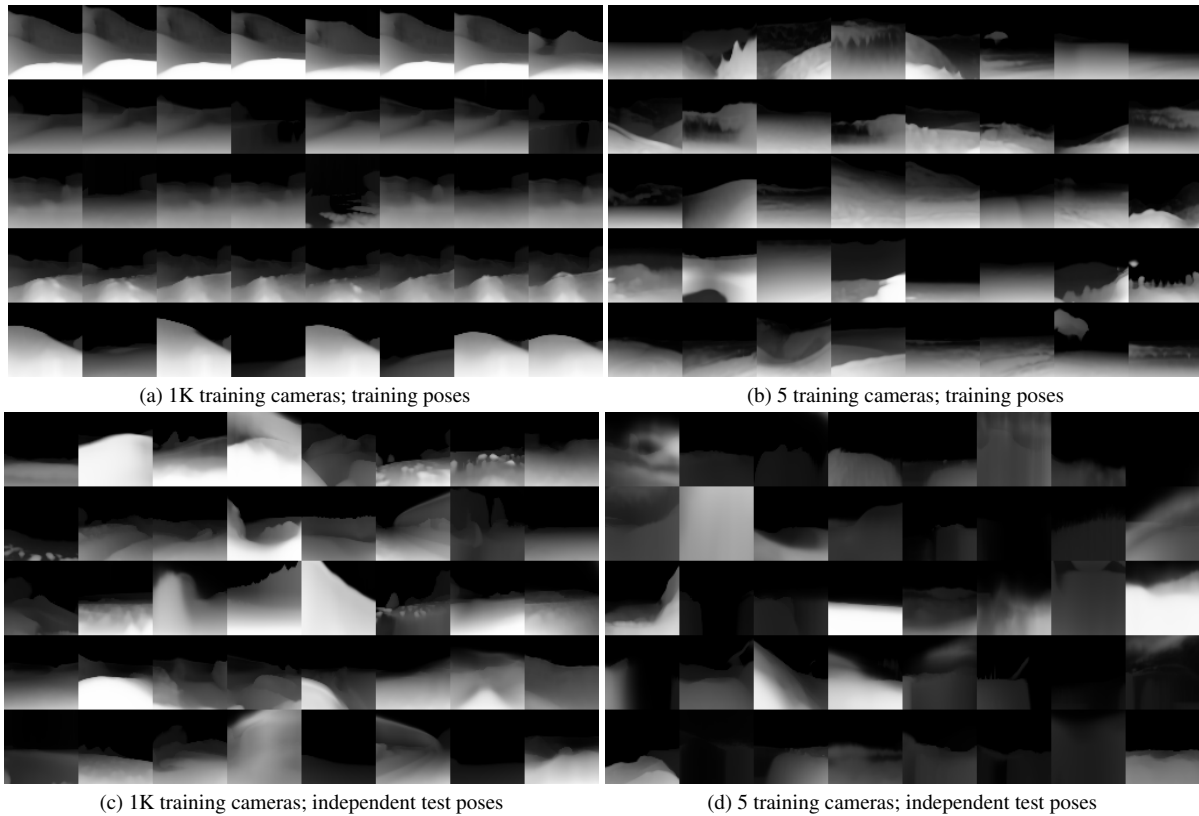 (a) 1K training cameras; training poses
(b) 5 training cameras; training poses
(c) 1K training cameras; independent test poses
(d) 5 training cameras; independent test poses